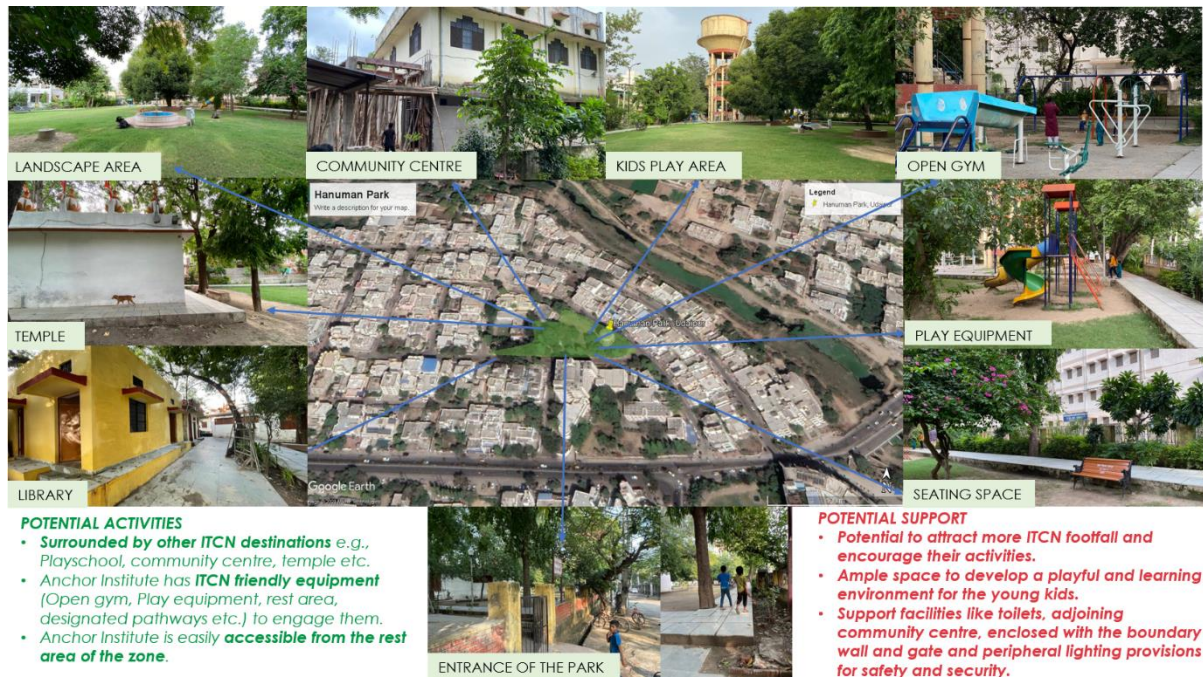 LANDSCAPE AREA
COMMUNITY CENTRE
KIDS PLAY AREA
OPEN GYM
Hanuman Park
Write a description for your map.
Legend
Hanuman Park, Udaipur
TEMPLE
Hanuman Park, Udaipur
PLAY EQUIPMENT
LIBRARY
Google Earth
SEATING SPACE
POTENTIAL ACTIVITIES
• Surrounded by other ITCN destinations e.g.,
Playschool, community centre, temple etc.
• Anchor Institute has ITCN friendly equipment
(Open gym, Play equipment, rest area,
designated pathways etc.) to engage them.
• Anchor Institute is easily accessible from the rest
area of the zone.
ENTRANCE OF THE PARK
POTENTIAL SUPPORT
• Potential to attract more ITCN footfall and
encourage their activities.
• Ample space to develop a playful and learning
environment for the young kids.
• Support facilities like toilets, adjoining
community centre, enclosed with the boundary
wall and gate and peripheral lighting provisions
for safety and security.